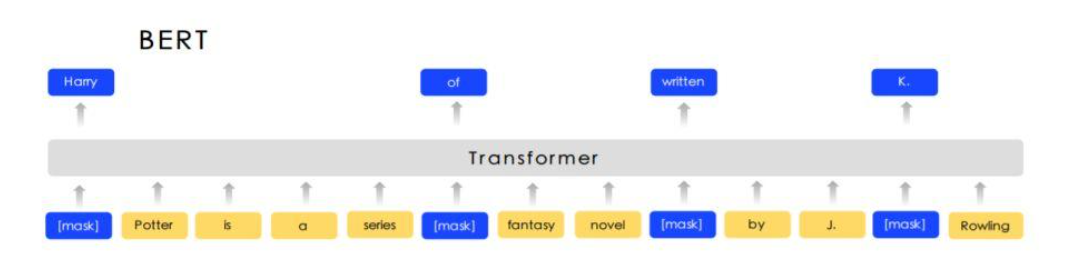 BERT
Harry of written K.
Transformer
[mask] Potter is a series [mask] fantasy novel [mask] by J. [mask] Rowling